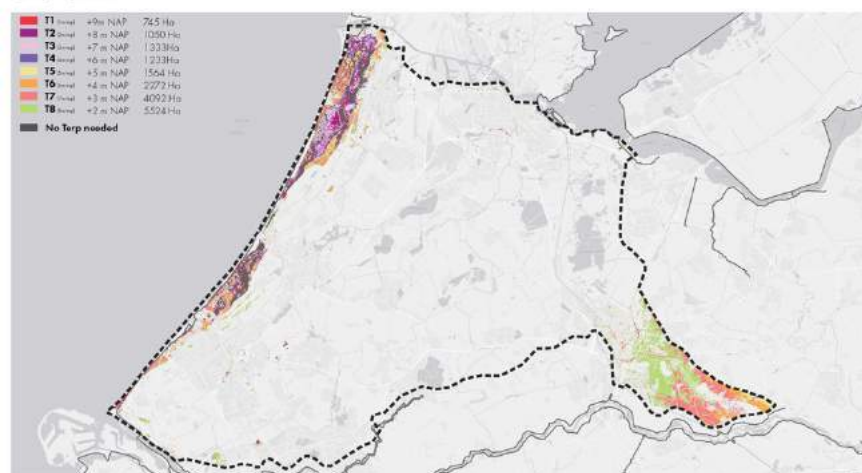 T1 +9m NAP 745 Ha
T2 +8 m NAP 1050 Ha
T3 +7 m NAP 1333Ha
T4 +6 m NAP 1233Ha
T5 +5 m NAP 1564 Ha
T6 +4 m NAP 2272 Ha
T7 +3 m NAP 4092 Ha
T8 +2 m NAP 5524 Ha
No Terp needed